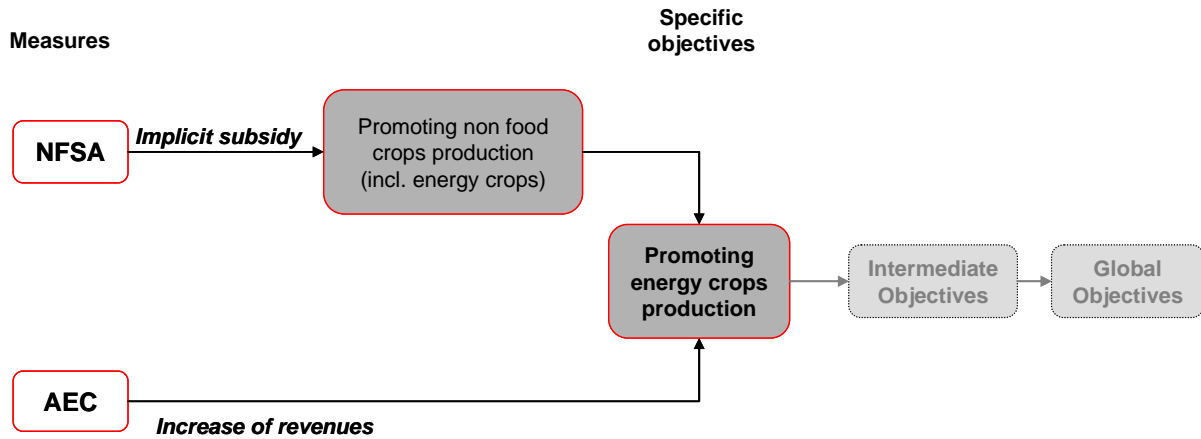 Measures
Specific
objectives
NFSA
Implicit subsidy
Promoting non food
crops production
(incl. energy crops)
Promoting
energy crops
production
Intermediate
Objectives
Global
Objectives
AEC
Increase of revenues